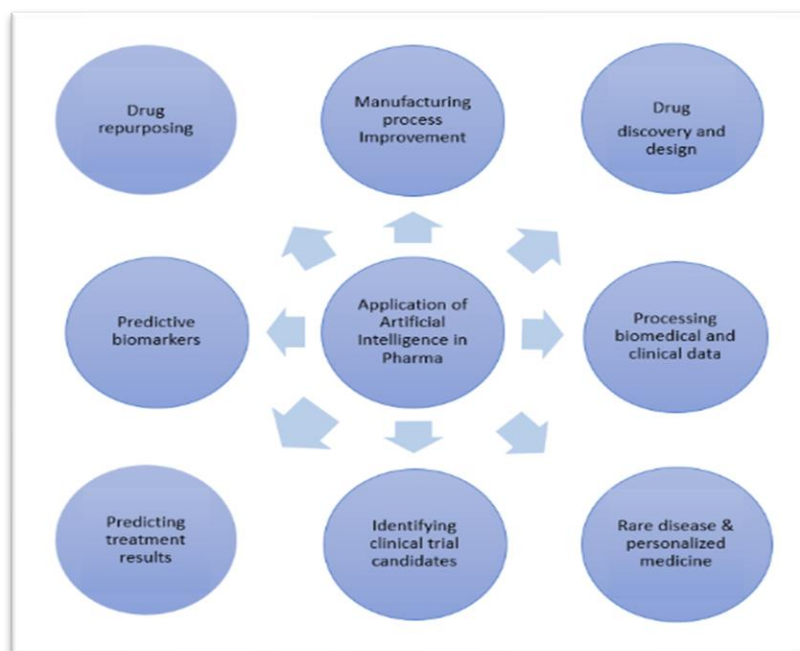 Drug
repurposing
Manufacturing
process
Improvement
Drug
discovery and
design
Predictive
biomarkers
Application of
Artificial
Intelligence in
Pharma
Processing
biomedical and
clinical data
Predicting
treatment
results
Identifying
clinical trial
candidates
Rare disease &
personalized
medicine